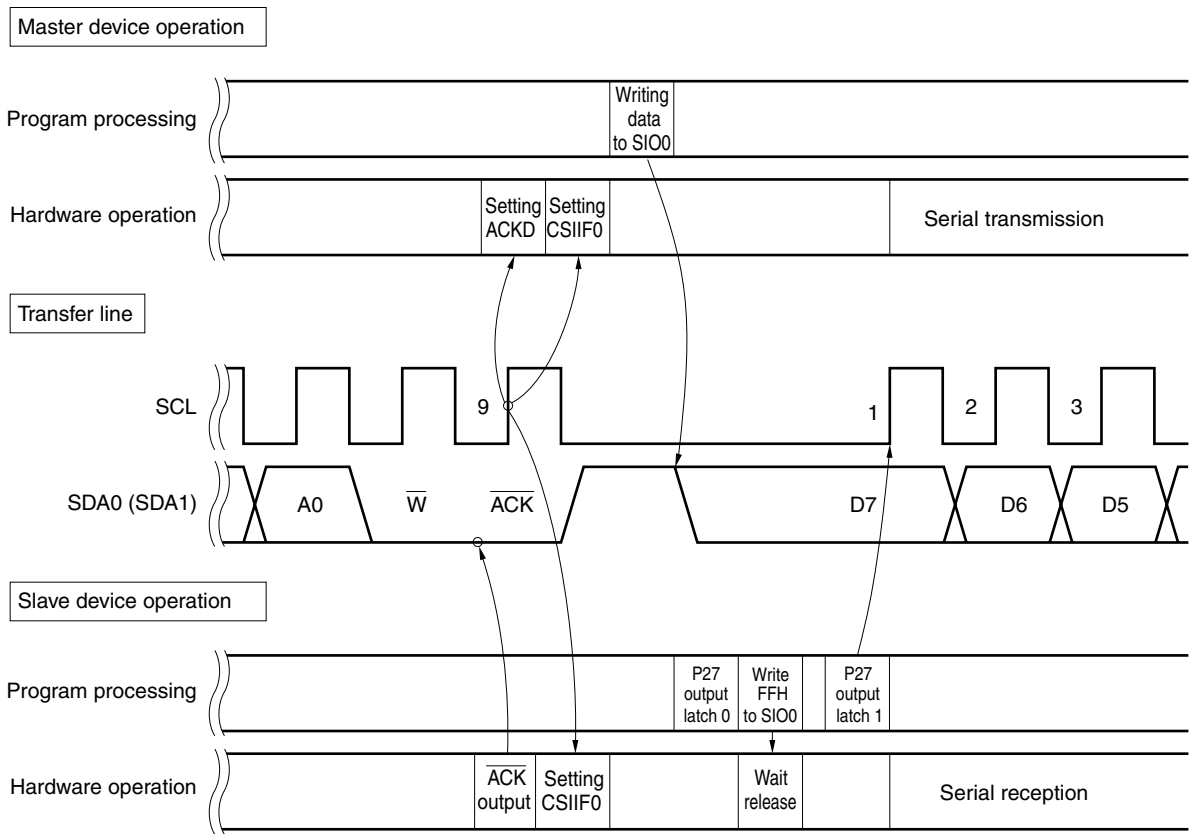 Master device operation
Program processing
Writing
data
to SIO0
Hardware operation
Setting
ACKD
Setting
CSIIF0
Serial transmission
Transfer line
SCL
9
1
2
3
SDA0 (SDA1)
A0
W̅
A̅C̅K̅
D7
D6
D5
Slave device operation
Program processing
P27
output
latch 0
Write
FFH
to SIO0
P27
output
latch 1
Hardware operation
A̅C̅K̅
output
Setting
CSIIF0
Wait
release
Serial reception